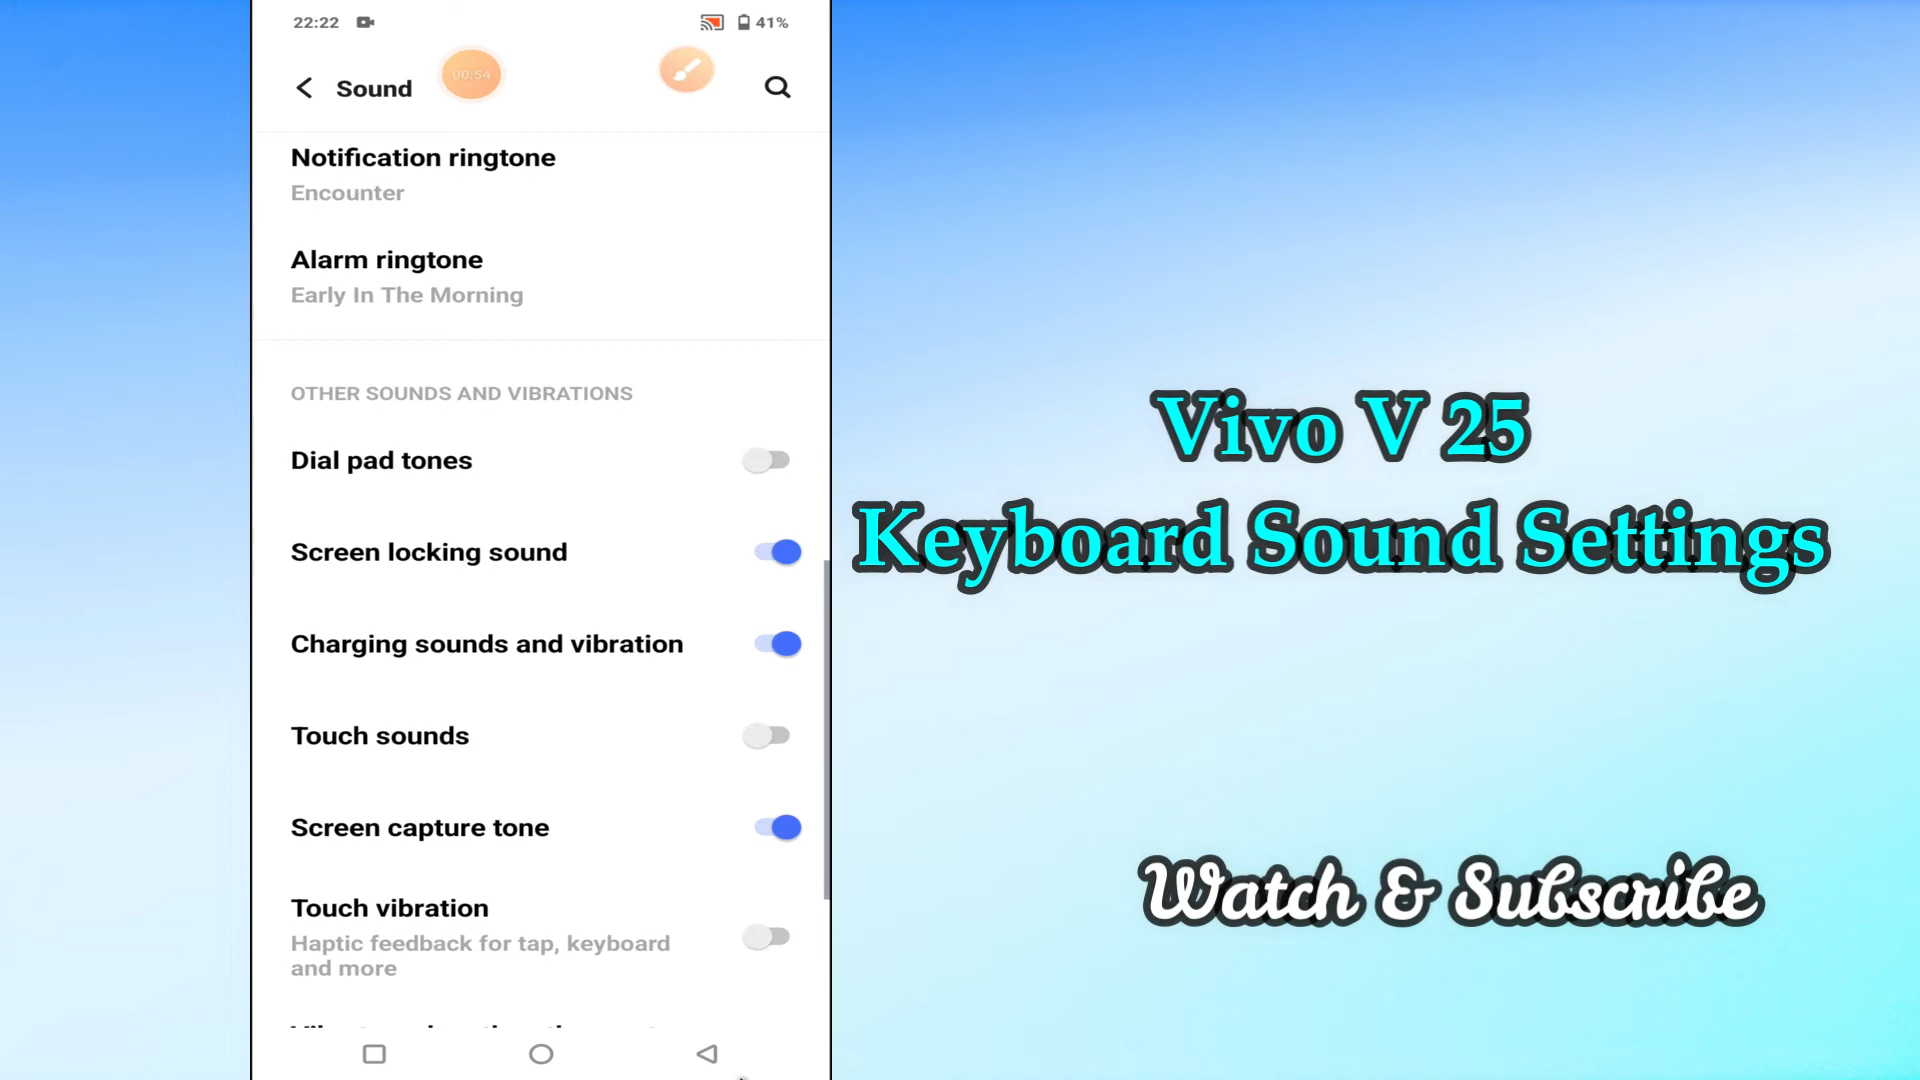 22:22
41%
Sound
00:54
Notification ringtone
Encounter
Alarm ringtone
Early In The Morning
OTHER SOUNDS AND VIBRATIONS
Dial pad tones
Screen locking sound
Charging sounds and vibration
Touch sounds
Screen capture tone
Touch vibration
Haptic feedback for tap, keyboard
and more
Vivo V 25
Keyboard Sound Settings
Watch & Subscribe